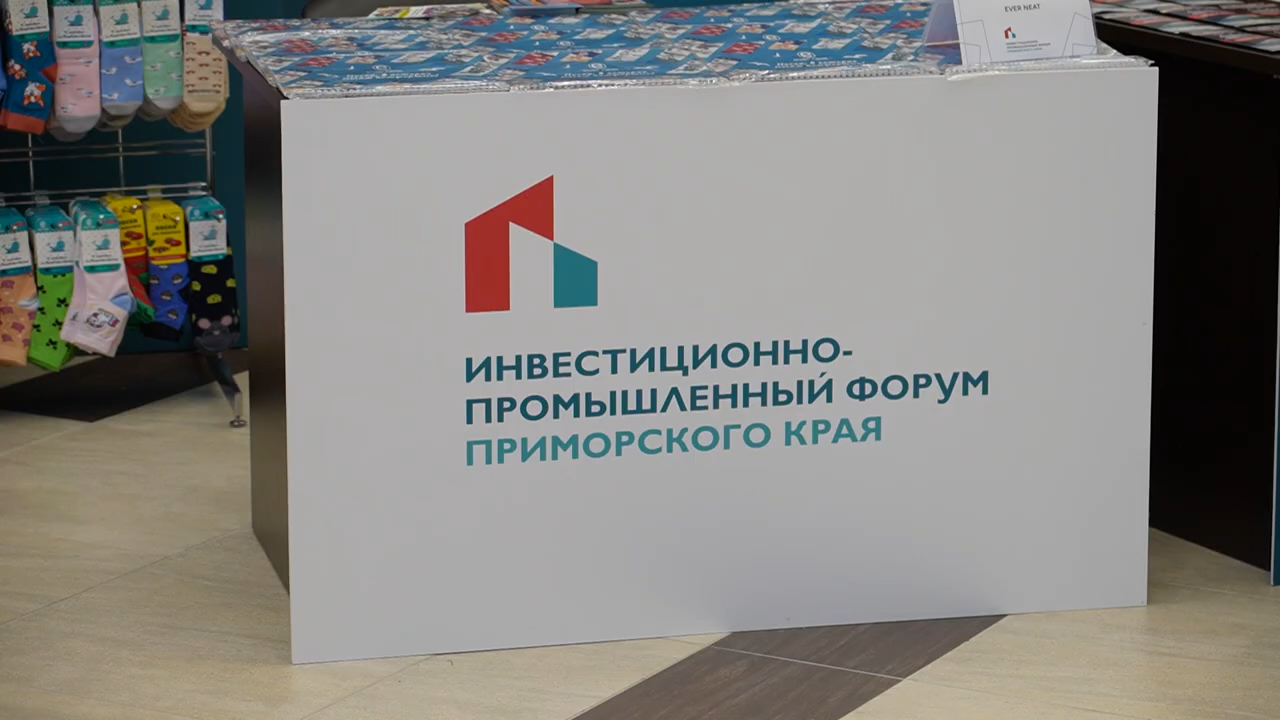 EVER NEAT
ИНВЕСТИЦИОННО-
ПРОМЫШЛЕННЫЙ ФОРУМ
ПРИМОРСКОГО КРАЯ